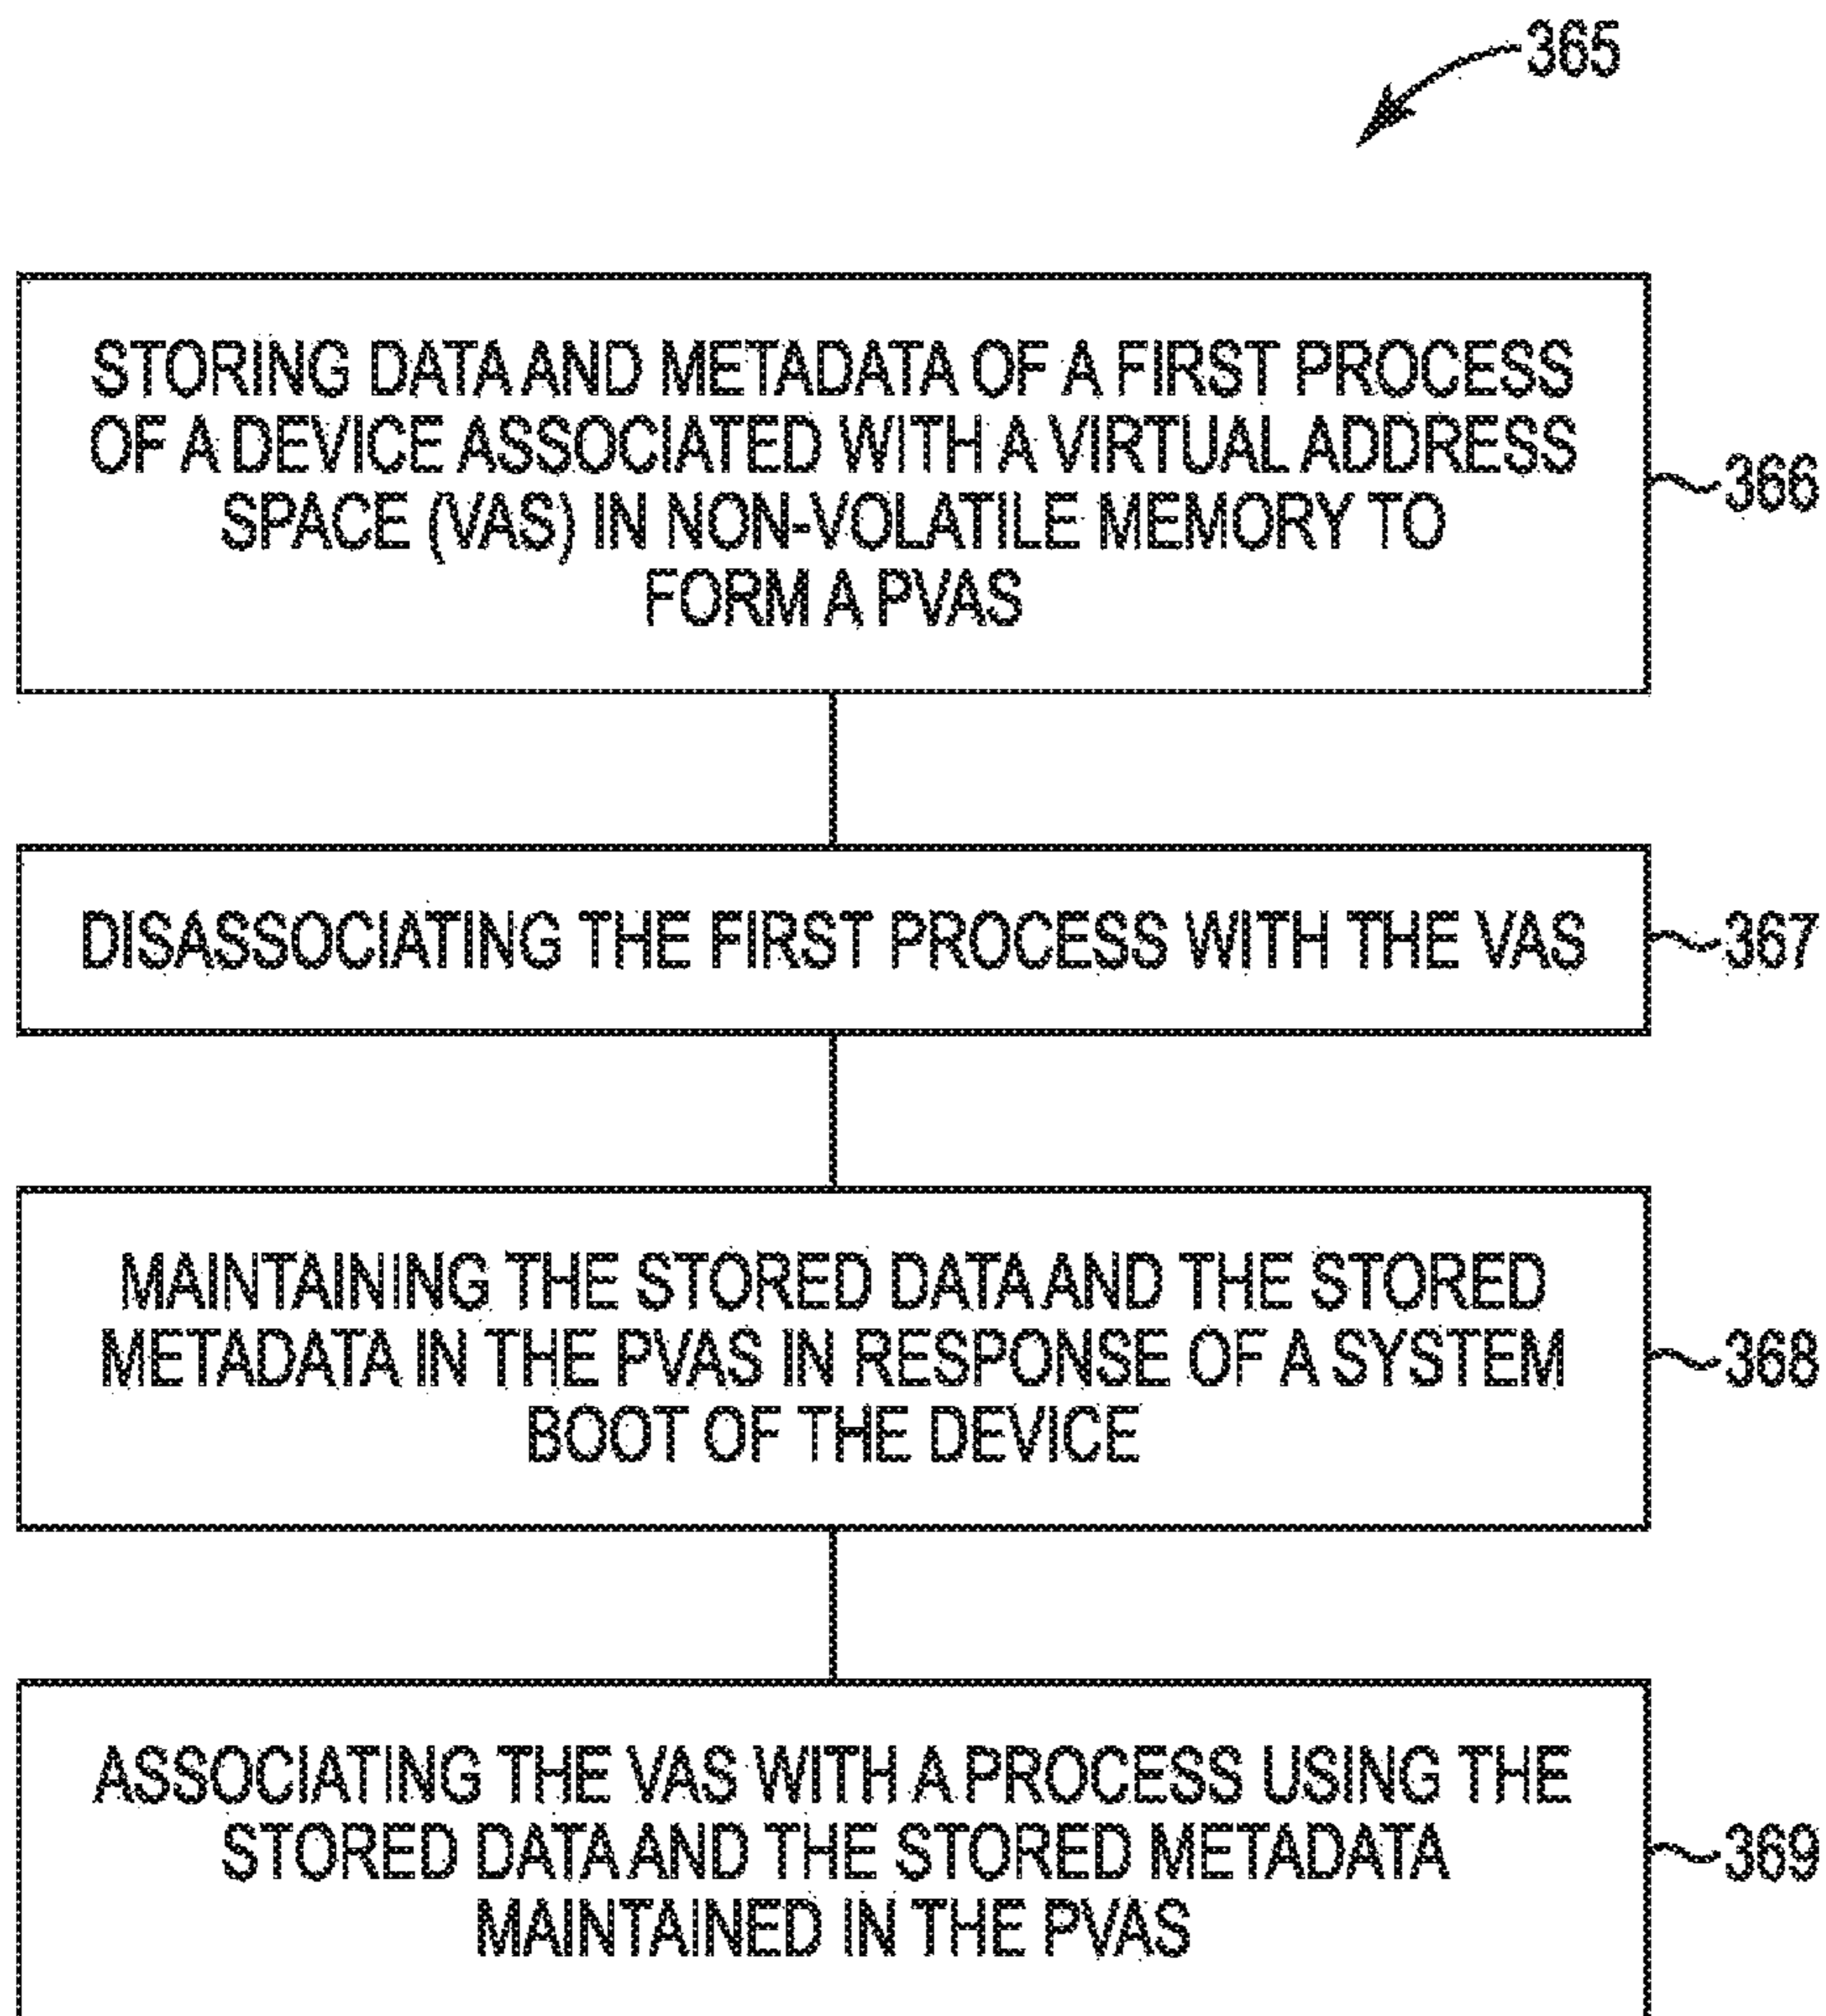 365
STORING DATA AND METADATA OF A FIRST PROCESS
OF A DEVICE ASSOCIATED WITH A VIRTUAL ADDRESS
SPACE (VAS) IN NON-VOLATILE MEMORY TO
FORM A PVAS
366
DISASSOCIATING THE FIRST PROCESS WITH THE VAS
367
MAINTAINING THE STORED DATA AND THE STORED
METADATA IN THE PVAS IN RESPONSE OF A SYSTEM
BOOT OF THE DEVICE
368
ASSOCIATING THE VAS WITH A PROCESS USING THE
STORED DATA AND THE STORED METADATA
MAINTAINED IN THE PVAS
369